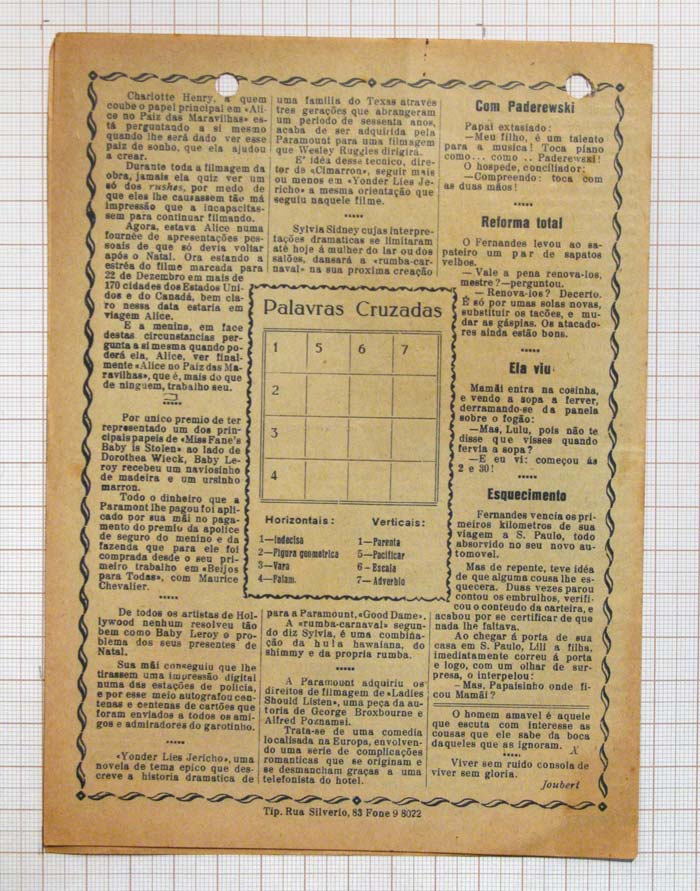 Charlotte Henry, a quem
coube o papel principal em «Ali-
ce no Paiz das Maravilhas» es-
tá perguntando a si mesmo
quando lhe será dado ver esse
paiz de sonho, que ela ajudou
a crear.
Durante toda a filmagem da
obra, jamais ela quiz ver um
só dos rushes, por medo de
que eles lhe causassem tão má
impressão que a incapacitas-
sem para continuar filmando.
Agora, estava Alice numa
fournée de apresentações pes-
soais de que só devia voltar
após o Natal. Ora estando a
estrêa do filme marcada para
22 de Dezembro em mais de
170 cidades dos Estados Uni-
dos e do Canadá, bem cla-
ro nessa data estaria em
viagem Alice.
E a menina, em face
destas circunstancias per-
gunta a si mesma quando po-
derá ela, Alice, ver final-
mente «Alice no Paiz das Ma-
ravilhas», que é, mais do que
de ninguem, trabalho seu.
Por unico premio de ter
representado um dos prin-
cipais papeis de «Miss Fane's
Baby is Stolen» ao lado de
Dorothea Wieck, Baby Le-
roy recebeu um naviosinho
de madeira e um ursinho
marron.
Todo o dinheiro que a
Paramont lhe pagou foi apli-
cado por sua mãi no paga-
mento do premio da apolice
de seguro do menino e da
fazenda que para ele foi
comprada desde o seu pri-
meiro trabalho em «Beijos
para Todas», com Maurice
Chevalier.
De todos os artistas de Hol-
lywood nenhum resolveu tão
bem como Baby Leroy o pro-
blema dos seus presentes de
Natal.
Sua mãi conseguiu que lhe
tirassem uma impressão digital
numa das estações de policia,
e por esse meio autografou cen-
tenas e centenas de cartões que
foram enviados a todos os ami-
gos e admiradores do garotinho.
«Yonder Lies Jericho», uma
novela de tema epico que des-
creve a historia dramatica de
uma familia do Texas através
tres gerações que abrangeram
um periodo de sessenta anos,
acaba de ser adquirida pela
Paramount para uma filmagem
que Wesley Ruggles dirigirá.
E' idéa desse tecnico, dire-
tor de «Cimarron», seguir mais
ou menos em «Yonder Lies Je-
richo» a mesma orientação que
seguiu naquele filme.
Sylvia Sidney cujas interpre-
tações dramaticas se limitaram
até hoje á mulher do lar ou dos
salões, dansará a «rumba-car-
naval» na sua proxima creação
Palavras Cruzadas
1 5 6 7
2
3
4
Horizontais:
1—Indecisa
2—Figura geometrica
3—Vara
4—Palam.
Verticais:
1—Parenta
5—Pacificar
6—Escala
7—Adverbio
para a Paramount, «Good Dame».
A «rumba-carnaval» segun-
do diz Sylvia, é uma combina-
ção da hula hawaiana, do
shimmy e da propria rumba.
A Paramount adquiriu os
direitos de filmagem de «Ladies
Should Listen», uma peça da au-
toria de George Broxbourne e
Alfred Poznamsi.
Trata-se de uma comedia
localisada na Europa, envolven-
do uma serie de complicações
romanticas que se originam e
se desmancham graças a uma
telefonista do hotel.
Com Paderewski
Papai extasiado:
—Meu filho, é um talento
para a musica! Toca piano
como... como .. Paderewski!
O hospede, conciliador:
—Compreendo: toca com
as duas mãos!
Reforma total
O Fernandes levou ao sa-
pateiro um par de sapatos
velhos.
— Vale a pena renova-los,
mestre?—perguntou.
— Renova-los? Decerto.
É só por umas solas novas,
substituir os tacões, e mu-
dar as gáspias. Os atacado-
res ainda estão bons.
Ela viu
Mamãi entra na cosinha,
e vendo a sopa a ferver,
derramando-se da panela
sobre o fogão:
—Mas, Lulu, pois não te
disse que visses quando
fervia a sopa?
—E eu vi: começou ás
2 e 30!
Esquecimento
Fernandes vencia os pri-
meiros kilometros de sua
viagem a S. Paulo, todo
absorvido no seu novo au-
tomovel.
Mas de repente, teve idéa
de que alguma cousa lhe es-
quecera. Duas vezes parou
contou os embrulhos, verifi-
cou o conteudo da carteira, e
acabou por se certificar de que
nada lhe faltava.
Ao chegar á porta de sua
casa em S. Paulo, Lili a filha,
imediatamente correu á porta
e logo, com um olhar de sur-
presa, o interpelou:
—Mas, Papaisinho onde fi-
cou Mamãi?
O homem amavel é aquele
que escuta com interesse as
cousas que ele sabe da boca
daqueles que as ignoram. X
Viver sem ruido consola de
viver sem gloria.
Joubert
Tip. Rua Silverio, 83 Fone 9 8022